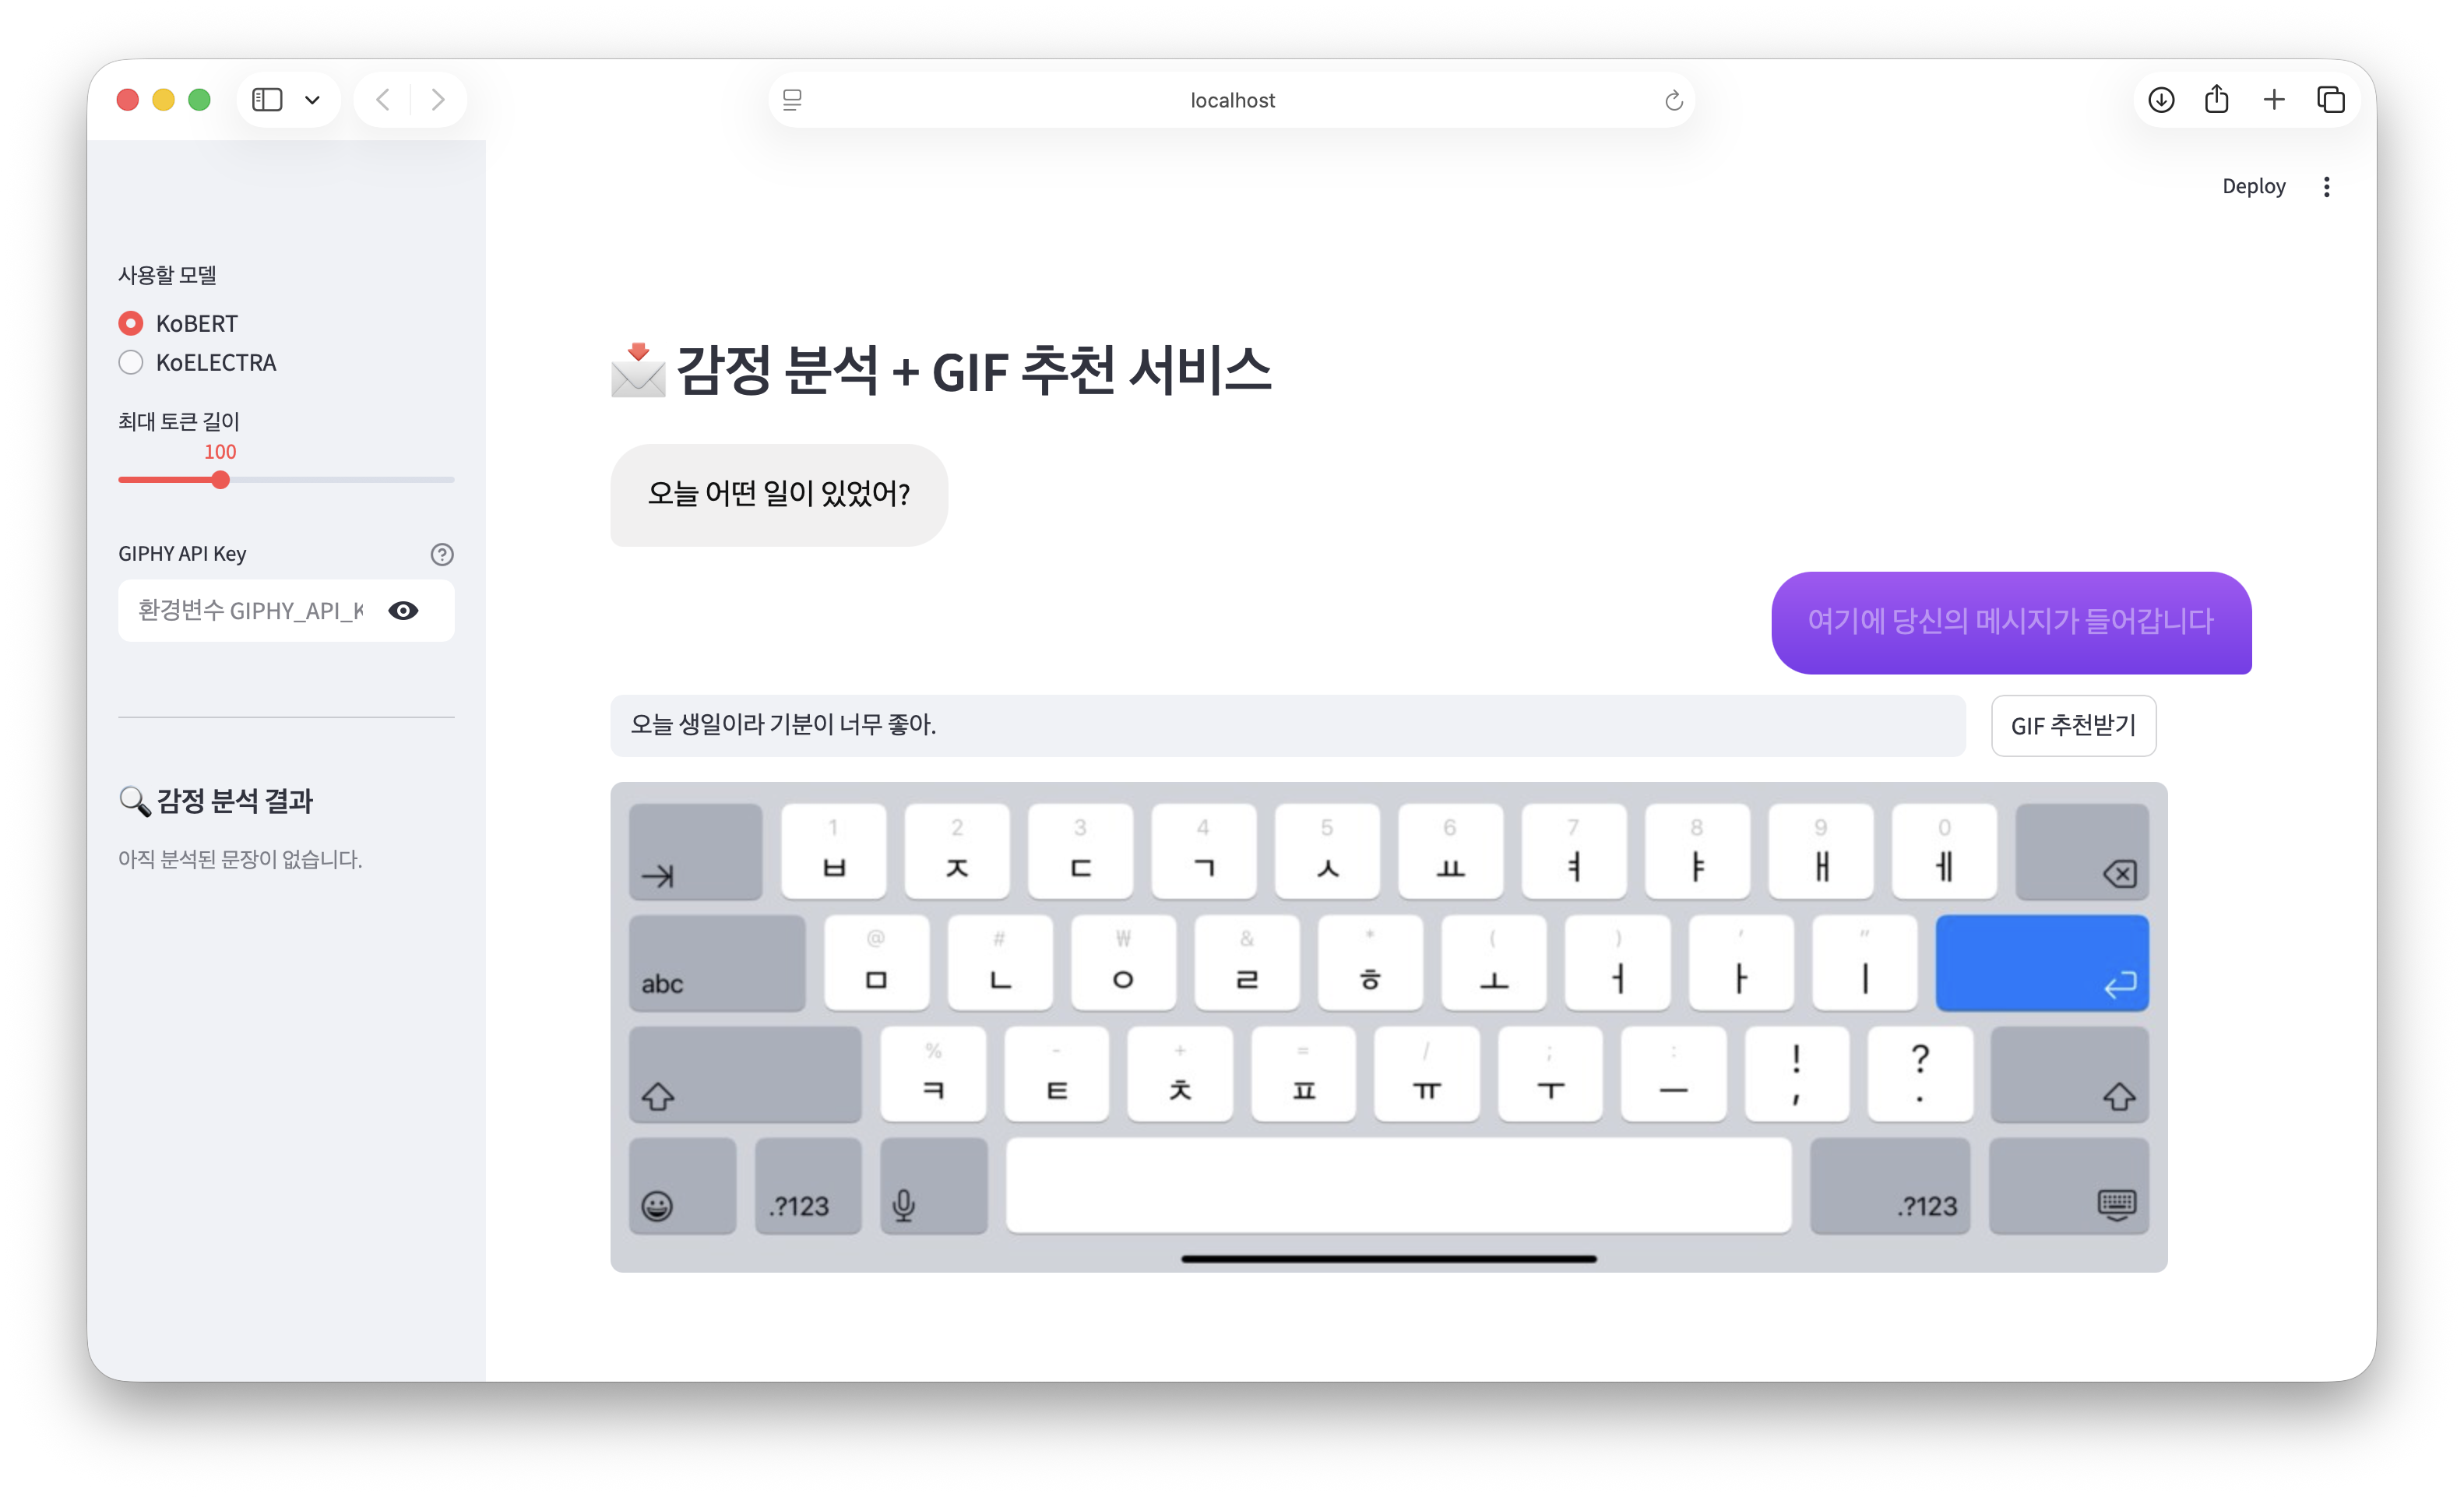 localhost
Deploy
사용할 모델
KoBERT
KoELECTRA
최대 토큰 길이
100
GIPHY API Key
환경변수 GIPHY_API_K
🔍 감정 분석 결과
아직 분석된 문장이 없습니다.
📩 감정 분석 + GIF 추천 서비스
오늘 어떤 일이 있었어?
여기에 당신의 메시지가 들어갑니다
오늘 생일이라 기분이 너무 좋아.
GIF 추천받기
1 2 3 4 5 6 7 8 9 0
ㅂ ㅈ ㄷ ㄱ ㅅ ㅛ ㅕ ㅑ ㅐ ㅔ
@ # ₩ & * ( ) ' "
abc ㅁ ㄴ ㅇ ㄹ ㅎ ㅗ ㅓ ㅏ ㅣ
% - + = / ; : ! ?
ㅋ ㅌ ㅊ ㅍ ㅠ ㅜ ㅡ , .
.?123 .?123